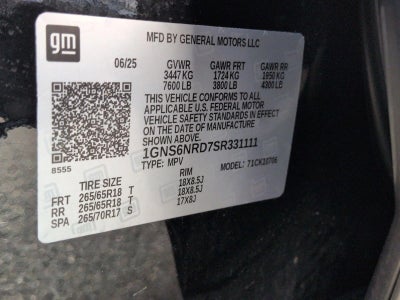 gm
MFD BY GENERAL MOTORS LLC
06/25 GVWR GAWR FRT GAWR RR
3447 KG 1724 KG 1950 KG
7600 LB 3800 LB 4300 LB
THIS VEHICLE CONFORMS TO ALL
APPLICABLE U.S. FEDERAL MOTOR
VEHICLE SAFETY STANDARDS IN EFFECT
ON THE DATE OF MANUFACTURE
SHOWN ABOVE.
1GNS6NRD7SR331111
8555 TYPE: MPV MODEL: 71CK10706
TIRE SIZE RIM
FRT 265/65R18 T 18X8.5J
RR 265/65R18 T 18X8.5J
SPA 265/70R17 S 17X8J